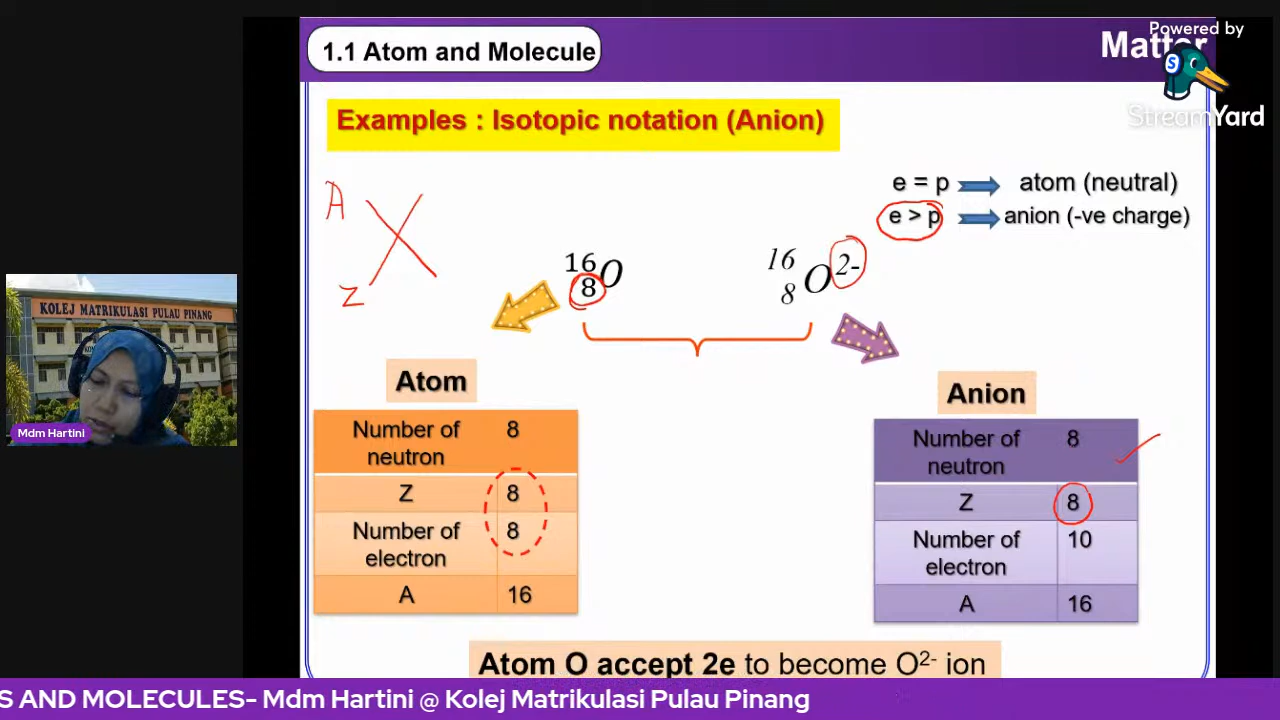 1.1 Atom and Molecule
Matter
Powered by
StreamYard
Examples : Isotopic notation (Anion)
e = p atom (neutral)
e > p anion (-ve charge)
A
Z
16
8
O
16
8
O
2-
KOLEJ MATRIKULASI PULAU PINANG
Mdm Hartini
Atom
Number of neutron 8
Z 8
Number of electron 8
A 16
Anion
Number of neutron 8
Z 8
Number of electron 10
A 16
Atom O accept 2e to become O²⁻ ion
S AND MOLECULES- Mdm Hartini @ Kolej Matrikulasi Pulau Pinang